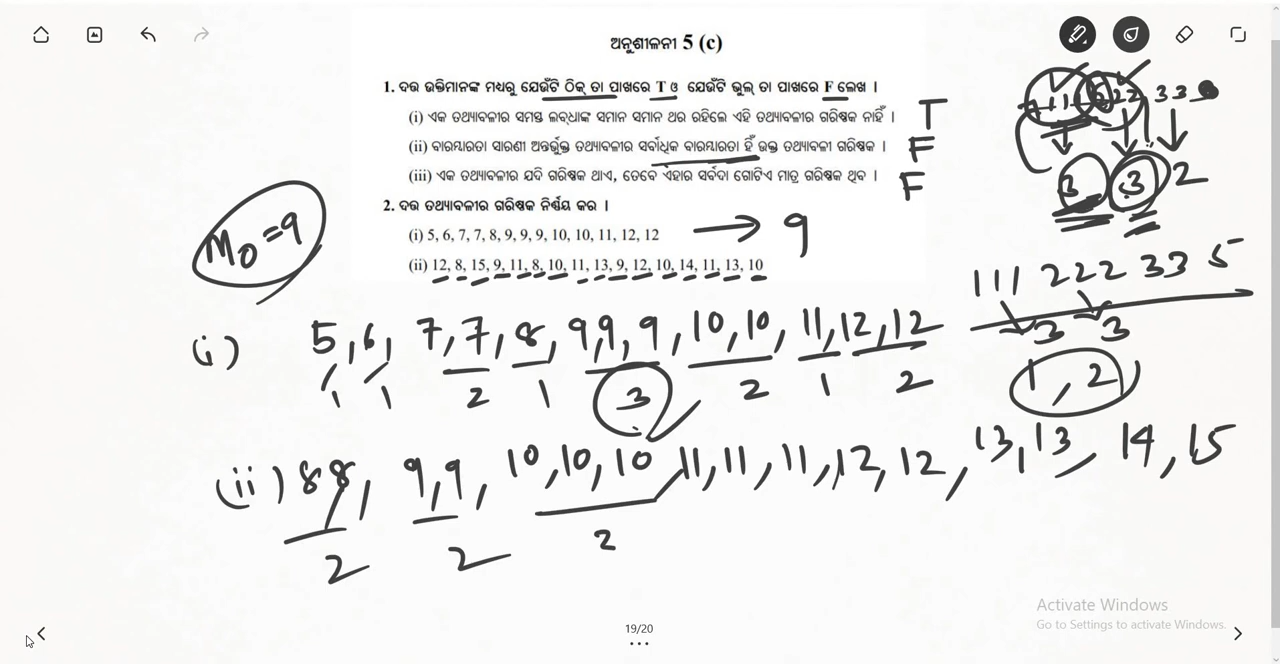 ଅନୁଶୀଳନୀ 5 (c)
1. ଦତ୍ତ ଉକ୍ତିମାନଙ୍କ ମଧ୍ୟରୁ ଯେଉଁଟି ଠିକ୍ ତା ପାଖରେ T ଓ ଯେଉଁଟି ଭୁଲ୍ ତା ପାଖରେ F ଲେଖ ।
(i) ଏକ ତଥ୍ୟାବଳୀର ସମସ୍ତ ଲବ୍‌ଧାଙ୍କ ସମାନ ସମାନ ଥର ରହିଲେ ଏହି ତଥ୍ୟାବଳୀର ଗରିଷ୍ଠକ ନାହିଁ । T
(ii) ବାରମ୍ବାରତା ସାରଣୀ ଅନ୍ତର୍ଭୁକ୍ତ ତଥ୍ୟାବଳୀର ସର୍ବାଧିକ ବାରମ୍ବାରତା ହିଁ ଉକ୍ତ ତଥ୍ୟାବଳୀ ଗରିଷ୍ଠକ । F
(iii) ଏକ ତଥ୍ୟାବଳୀର ଯଦି ଗରିଷ୍ଠକ ଥାଏ, ତେବେ ଏହାର ସର୍ବଦା ଗୋଟିଏ ମାତ୍ର ଗରିଷ୍ଠକ ଥିବ । F
3 3 2
2. ଦତ୍ତ ତଥ୍ୟାବଳୀର ଗରିଷ୍ଠକ ନିର୍ଣ୍ଣୟ କର ।
(i) 5, 6, 7, 7, 8, 9, 9, 9, 10, 10, 11, 12, 12 → 9
Mo = 9
(ii) 12, 8, 15, 9, 11, 8, 10, 11, 13, 9, 12, 10, 14, 11, 13, 10
111 222 33 5
3 3
1, 2
(i) 5, 6, 7, 7, 8, 9, 9, 9, 10, 10, 11, 12, 12
1 1 2 1 3 2 1 2
(ii) 8 8, 9, 9, 10, 10, 10, 11, 11, 11, 12, 12, 13, 13, 14, 15
2 2 2
Activate Windows
Go to Settings to activate Windows.
19/20